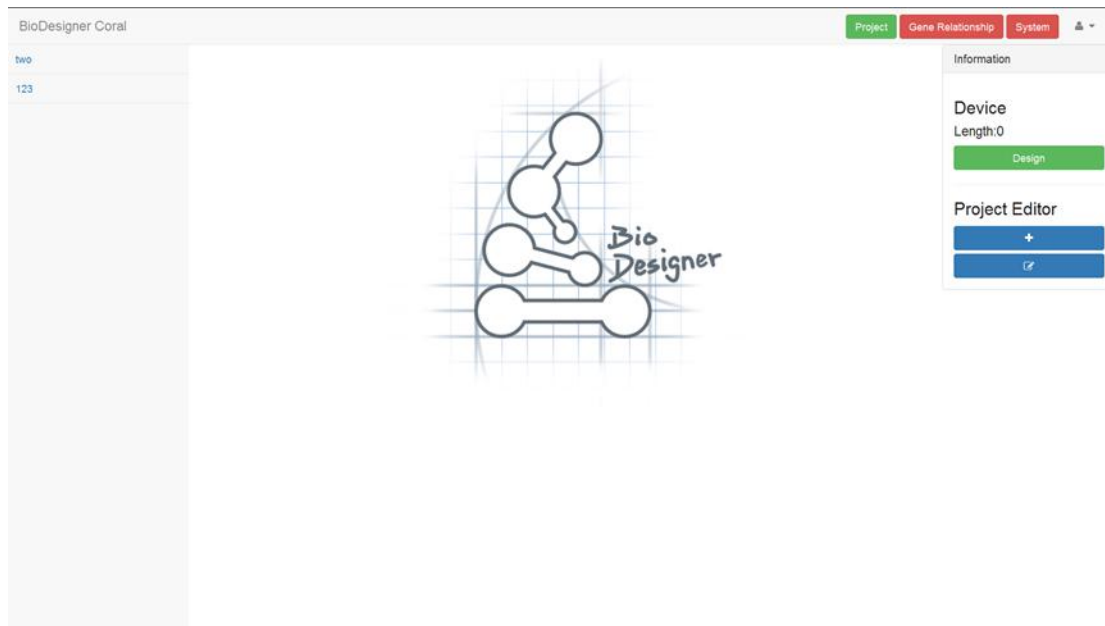 BioDesigner Coral
Project
Gene Relationship
System
two
123
Bio
Designer
Information
Device
Length:0
Design
Project Editor